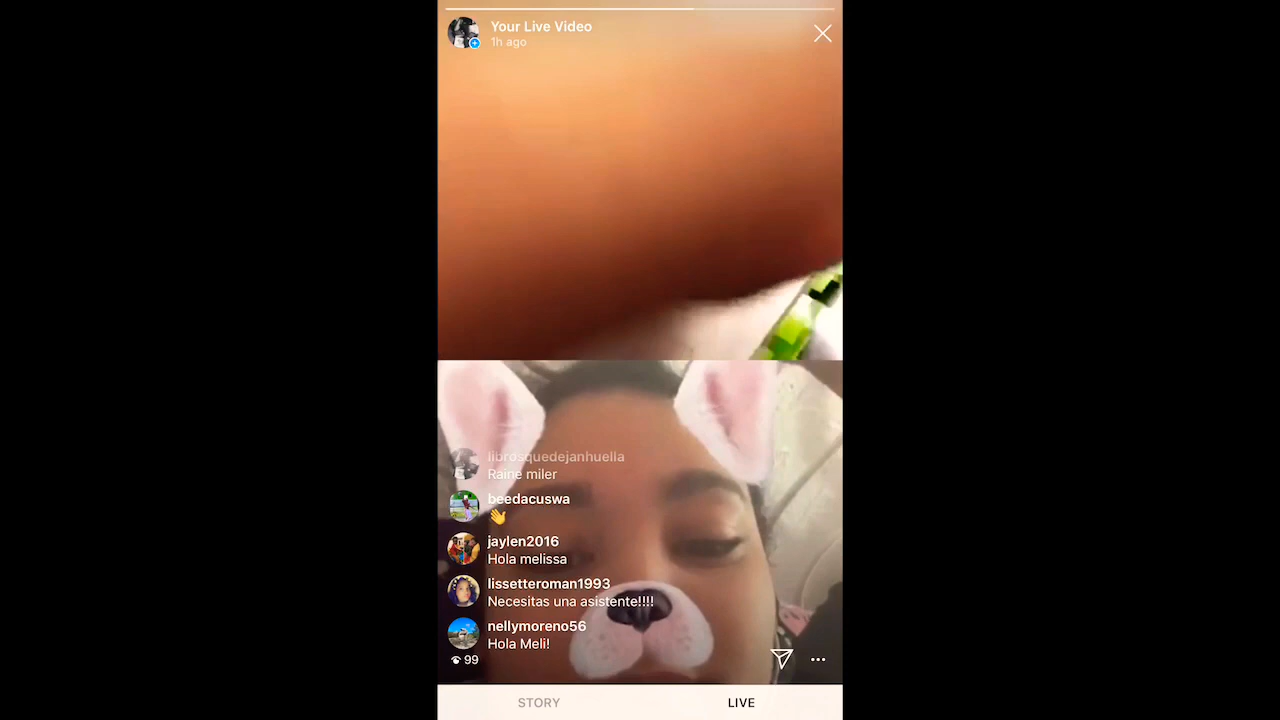 Your Live Video
1h ago
librosquedejanhuella
Raine miler
beedacuswa
👋
jaylen2016
Hola melissa
lissetteroman1993
Necesitas una asistente!!!!
nellymoreno56
Hola Meli!
99
STORY
LIVE